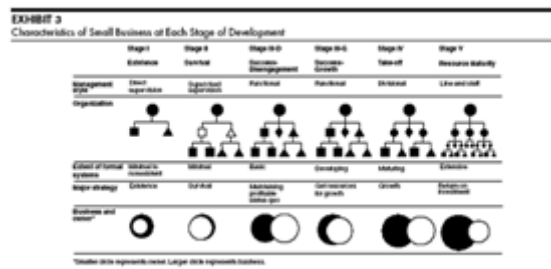 EXHIBIT 3
Characteristics of Small Business at Each Stage of Development
Stage I Stage II Stage III-D Stage III-G Stage IV Stage V
Existence Survival Success-Disengagement Success-Growth Take-off Resource Maturity
Management style Direct supervision Supervised supervision Functional Functional Divisional Line and staff
Organization
Extent of formal systems Minimal to nonexistent Minimal Basic Developing Maturing Extensive
Major strategy Existence Survival Maintaining profitable status quo Get resources for growth Growth Return on investment
Business and owner*
*Smaller circle represents owner. Larger circle represents business.